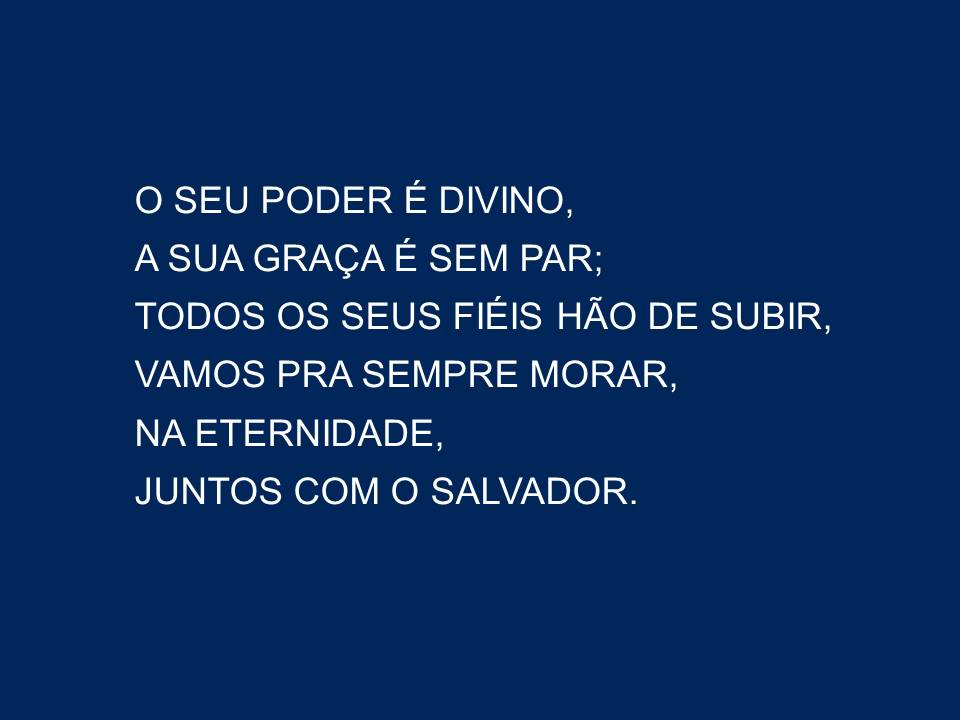 O SEU PODER É DIVINO,
A SUA GRAÇA É SEM PAR;
TODOS OS SEUS FIÉIS HÃO DE SUBIR,
VAMOS PRA SEMPRE MORAR,
NA ETERNIDADE,
JUNTOS COM O SALVADOR.